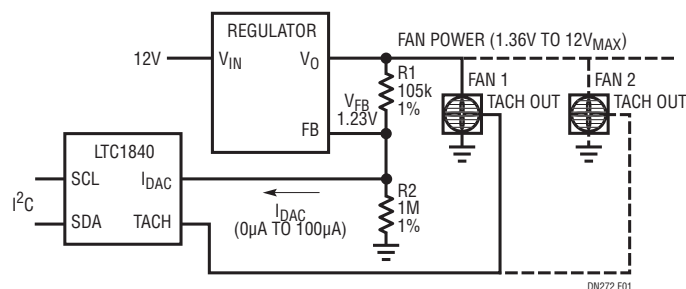 REGULATOR
FAN POWER (1.36V TO 12VMAX)
12V
VIN
VO
R1
105k
1%
VFB
1.23V
FB
FAN 1
TACH OUT
FAN 2
TACH OUT
LTC1840
I2C
SCL
IDAC
SDA
TACH
IDAC
(0µA TO 100µA)
R2
1M
1%
DN272 F01